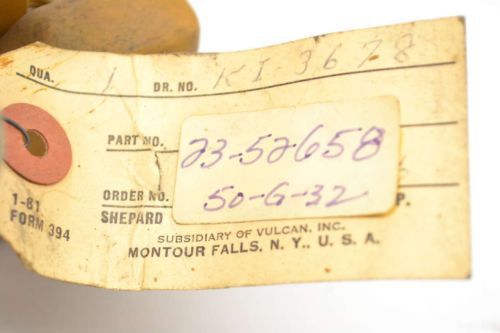 QUA. 1 DR. NO. KI 3678
PART NO. 23-52658
ORDER NO. 50-G-32
SHEPARD P.
SUBSIDIARY OF VULCAN, INC.
MONTOUR FALLS, N. Y., U. S. A.
1-81
FORM 394